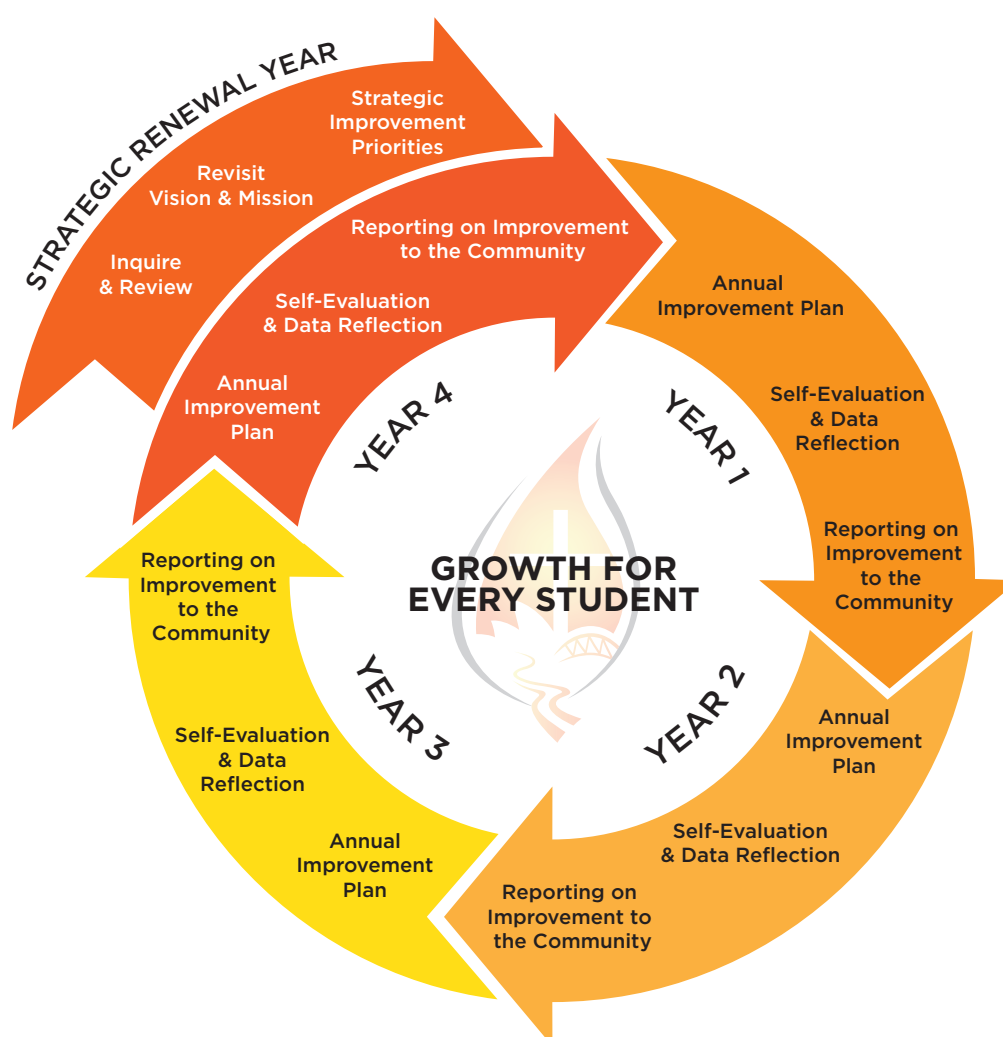 STRATEGIC RENEWAL YEAR
Inquire
& Review
Revisit
Vision & Mission
Strategic
Improvement
Priorities
YEAR 1
Annual
Improvement Plan
Self-Evaluation
& Data
Reflection
Reporting on
Improvement
to the
Community
YEAR 2
Annual
Improvement
Plan
Self-Evaluation
& Data Reflection
Reporting on
Improvement to
the Community
YEAR 3
Annual
Improvement
Plan
Self-Evaluation
& Data
Reflection
Reporting on
Improvement
to the
Community
YEAR 4
Annual
Improvement
Plan
Self-Evaluation
& Data Reflection
Reporting on Improvement
to the Community
GROWTH FOR
EVERY STUDENT